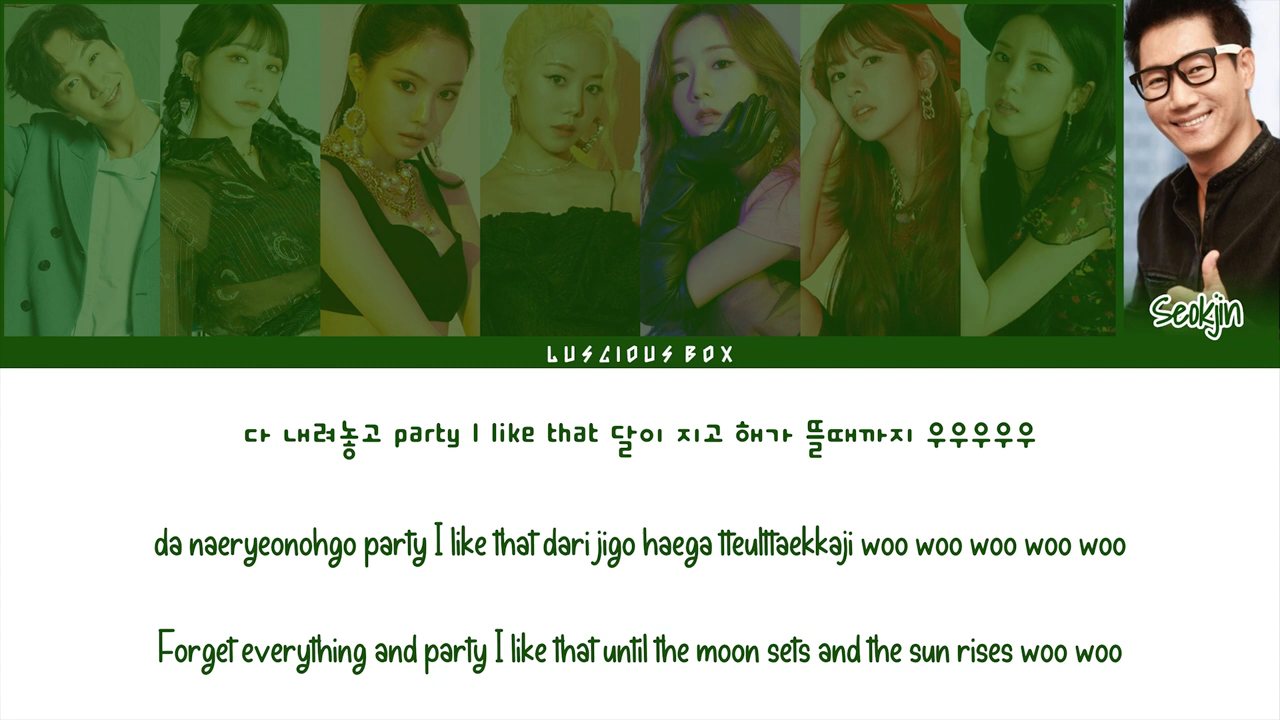 Seokjin
LUSCIOUS BOX
다 내려놓고 party I like that 달이 지고 해가 뜰때까지 우우우우우
da naeryeonohgo party I like that dari jigo haega tteulttaekkaji woo woo woo woo woo
Forget everything and party I like that until the moon sets and the sun rises woo woo